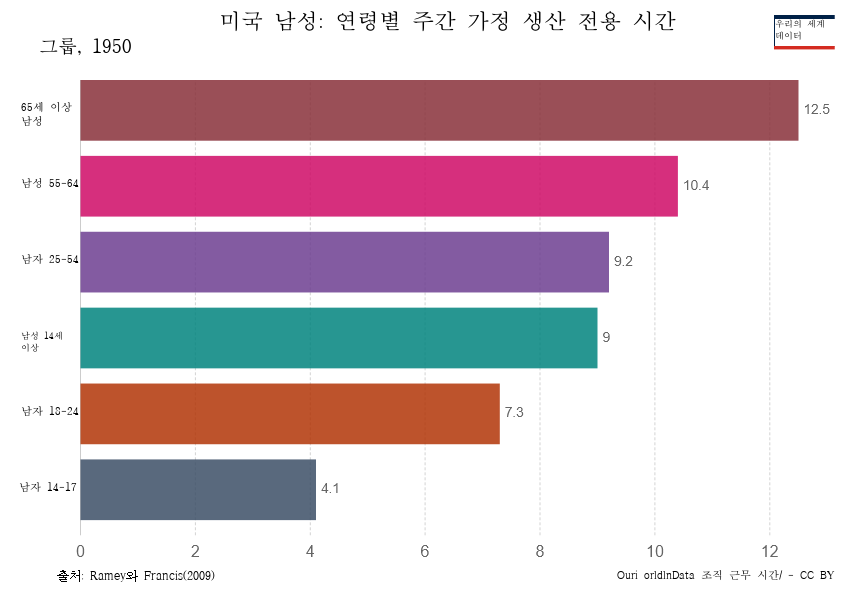 미국 남성: 연령별 주간 가정 생산 전용 시간
그룹, 1950
우리의 세계
데이터
65세 이상
남성
12.5
남성 55-64
10.4
남자 25-54
9.2
남성 14세
이상
9
남자 18-24
7.3
남자 14-17
4.1
0 2 4 6 8 10 12
출처: Ramey와 Francis(2009)
Ouri orldInData 조직 근무 시간/ - CC BY